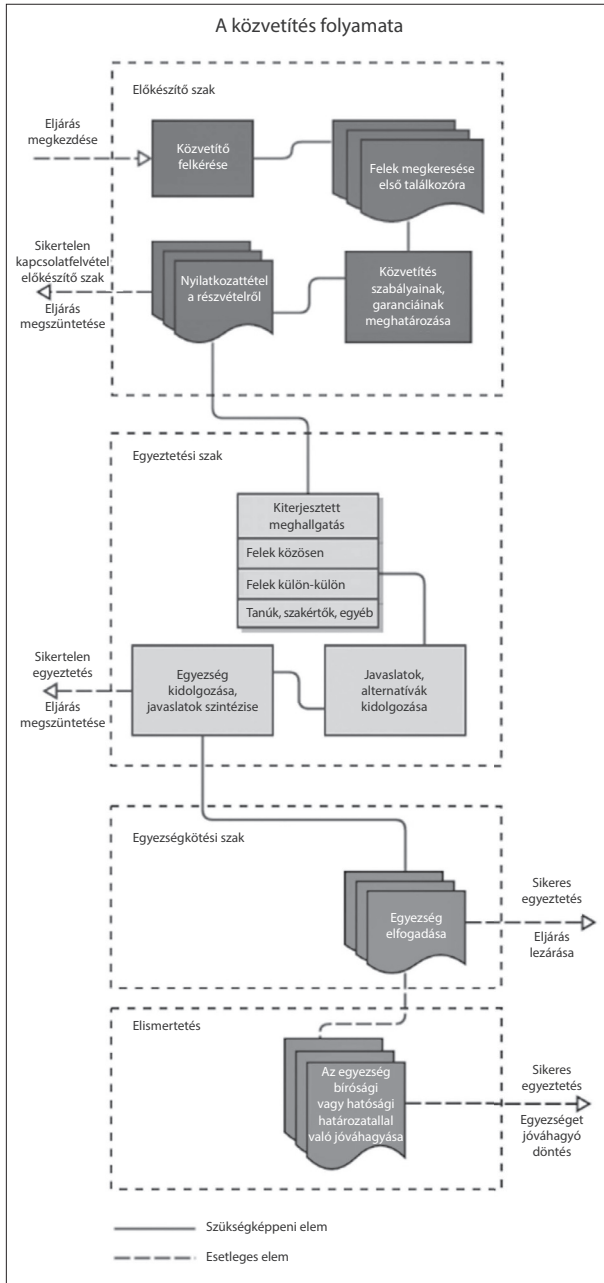 A közvetítés folyamata
Előkészítő szak
Eljárás
megkezdése
Közvetítő
felkérése
Felek megkeresése
első találkozóra
Sikertelen
kapcsolatfelvétel
előkészítő szak
Eljárás
megszüntetése
Nyilatkozattétel
a részvételről
Közvetítés
szabályainak,
garanciáinak
meghatározása
Egyeztetési szak
Kiterjesztett
meghallgatás
Felek közösen
Felek külön-külön
Tanúk, szakértők, egyéb
Sikertelen
egyeztetés
Eljárás
megszüntetése
Egyezség
kidolgozása,
javaslatok szintézise
Javaslatok,
alternatívák
kidolgozása
Egyezségkötési szak
Egyezség
elfogadása
Sikeres
egyeztetés
Eljárás
lezárása
Elismertetés
Az egyezség
bírósági
vagy hatósági
határozatallal
való jóváhagyása
Sikeres
egyeztetés
Egyezséget
jóváhagyó
döntés
Szükségképpeni elem
Esetleges elem